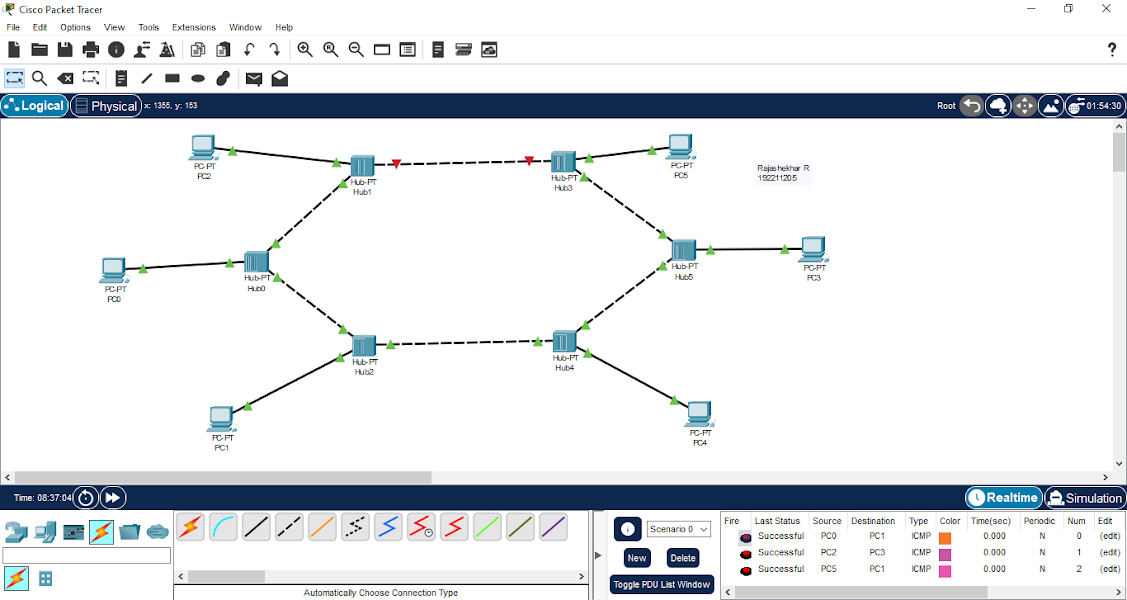 Cisco Packet Tracer
File Edit Options View Tools Extensions Window Help
?
Logical Physical x: 1355, y: 153 Root 01:54:30
PC-PT
PC2
Hub-PT
Hub1
Hub-PT
Hub3
PC-PT
PC5
Rajashekhar R
192211205
PC-PT
PC0
Hub-PT
Hub0
Hub-PT
Hub5
PC-PT
PC3
Hub-PT
Hub2
Hub-PT
Hub4
PC-PT
PC1
PC-PT
PC4
Time: 08:37:04 Realtime Simulation
Automatically Choose Connection Type
Scenario 0
New Delete
Toggle PDU List Window
Fire Last Status Source Destination Type Color Time(sec) Periodic Num Edit
Successful PC0 PC1 ICMP 0.000 N 0 (edit)
Successful PC2 PC3 ICMP 0.000 N 1 (edit)
Successful PC5 PC1 ICMP 0.000 N 2 (edit)